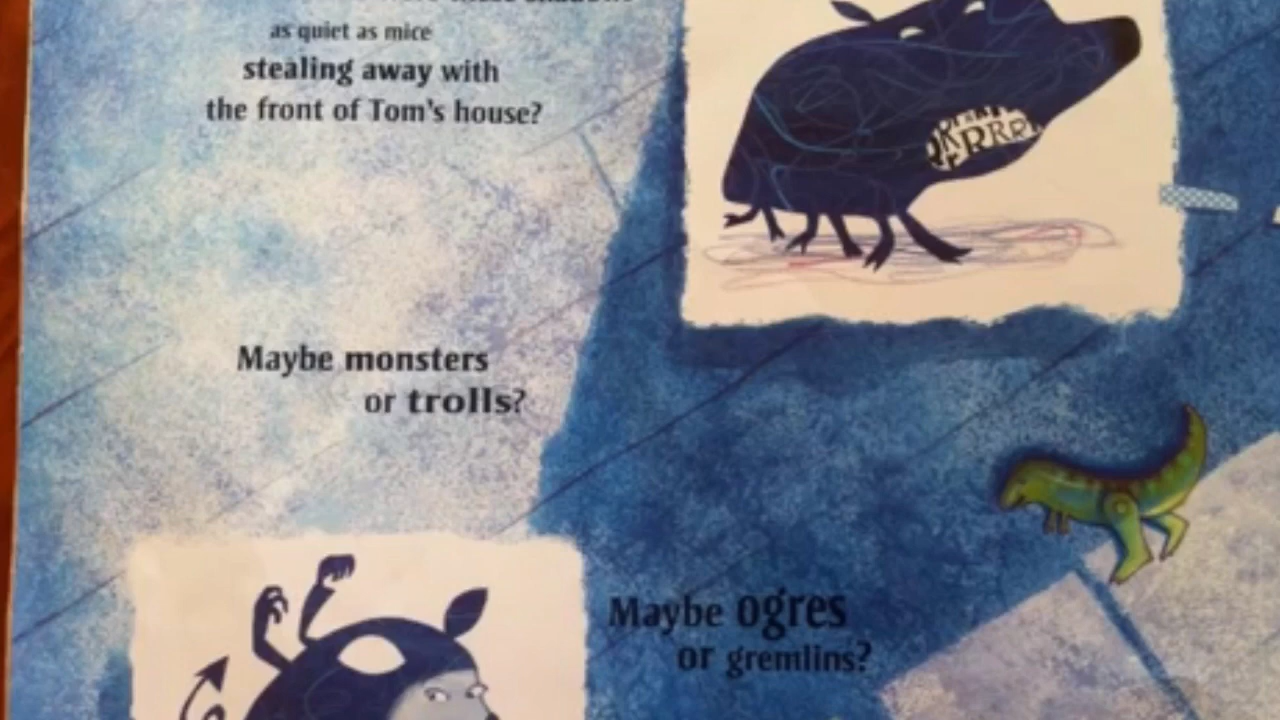 as quiet as mice
stealing away with
the front of Tom's house?
Maybe monsters
or trolls?
Maybe ogres
or gremlins?